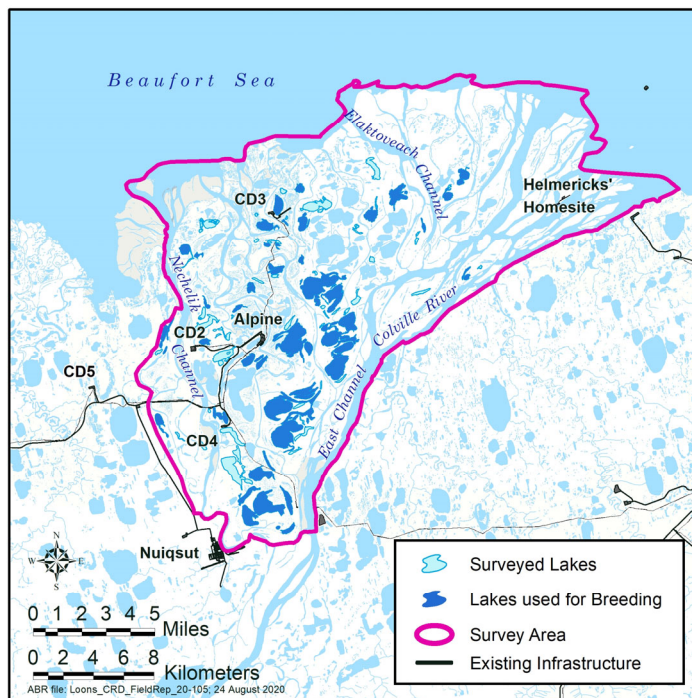 Beaufort Sea
Elaktoveach
Channel
CD3
Helmericks'
Homesite
Nechelik
Channel
CD2
Alpine
Colville River
CD5
East Channel
CD4
Nuiqsut
N
W E
S
0 1 2 3 4 5
Miles
0 2 4 6 8
Kilometers
ABR file: Loons_CRD_FieldRep_20-105; 24 August 2020
Surveyed Lakes
Lakes used for Breeding
Survey Area
Existing Infrastructure